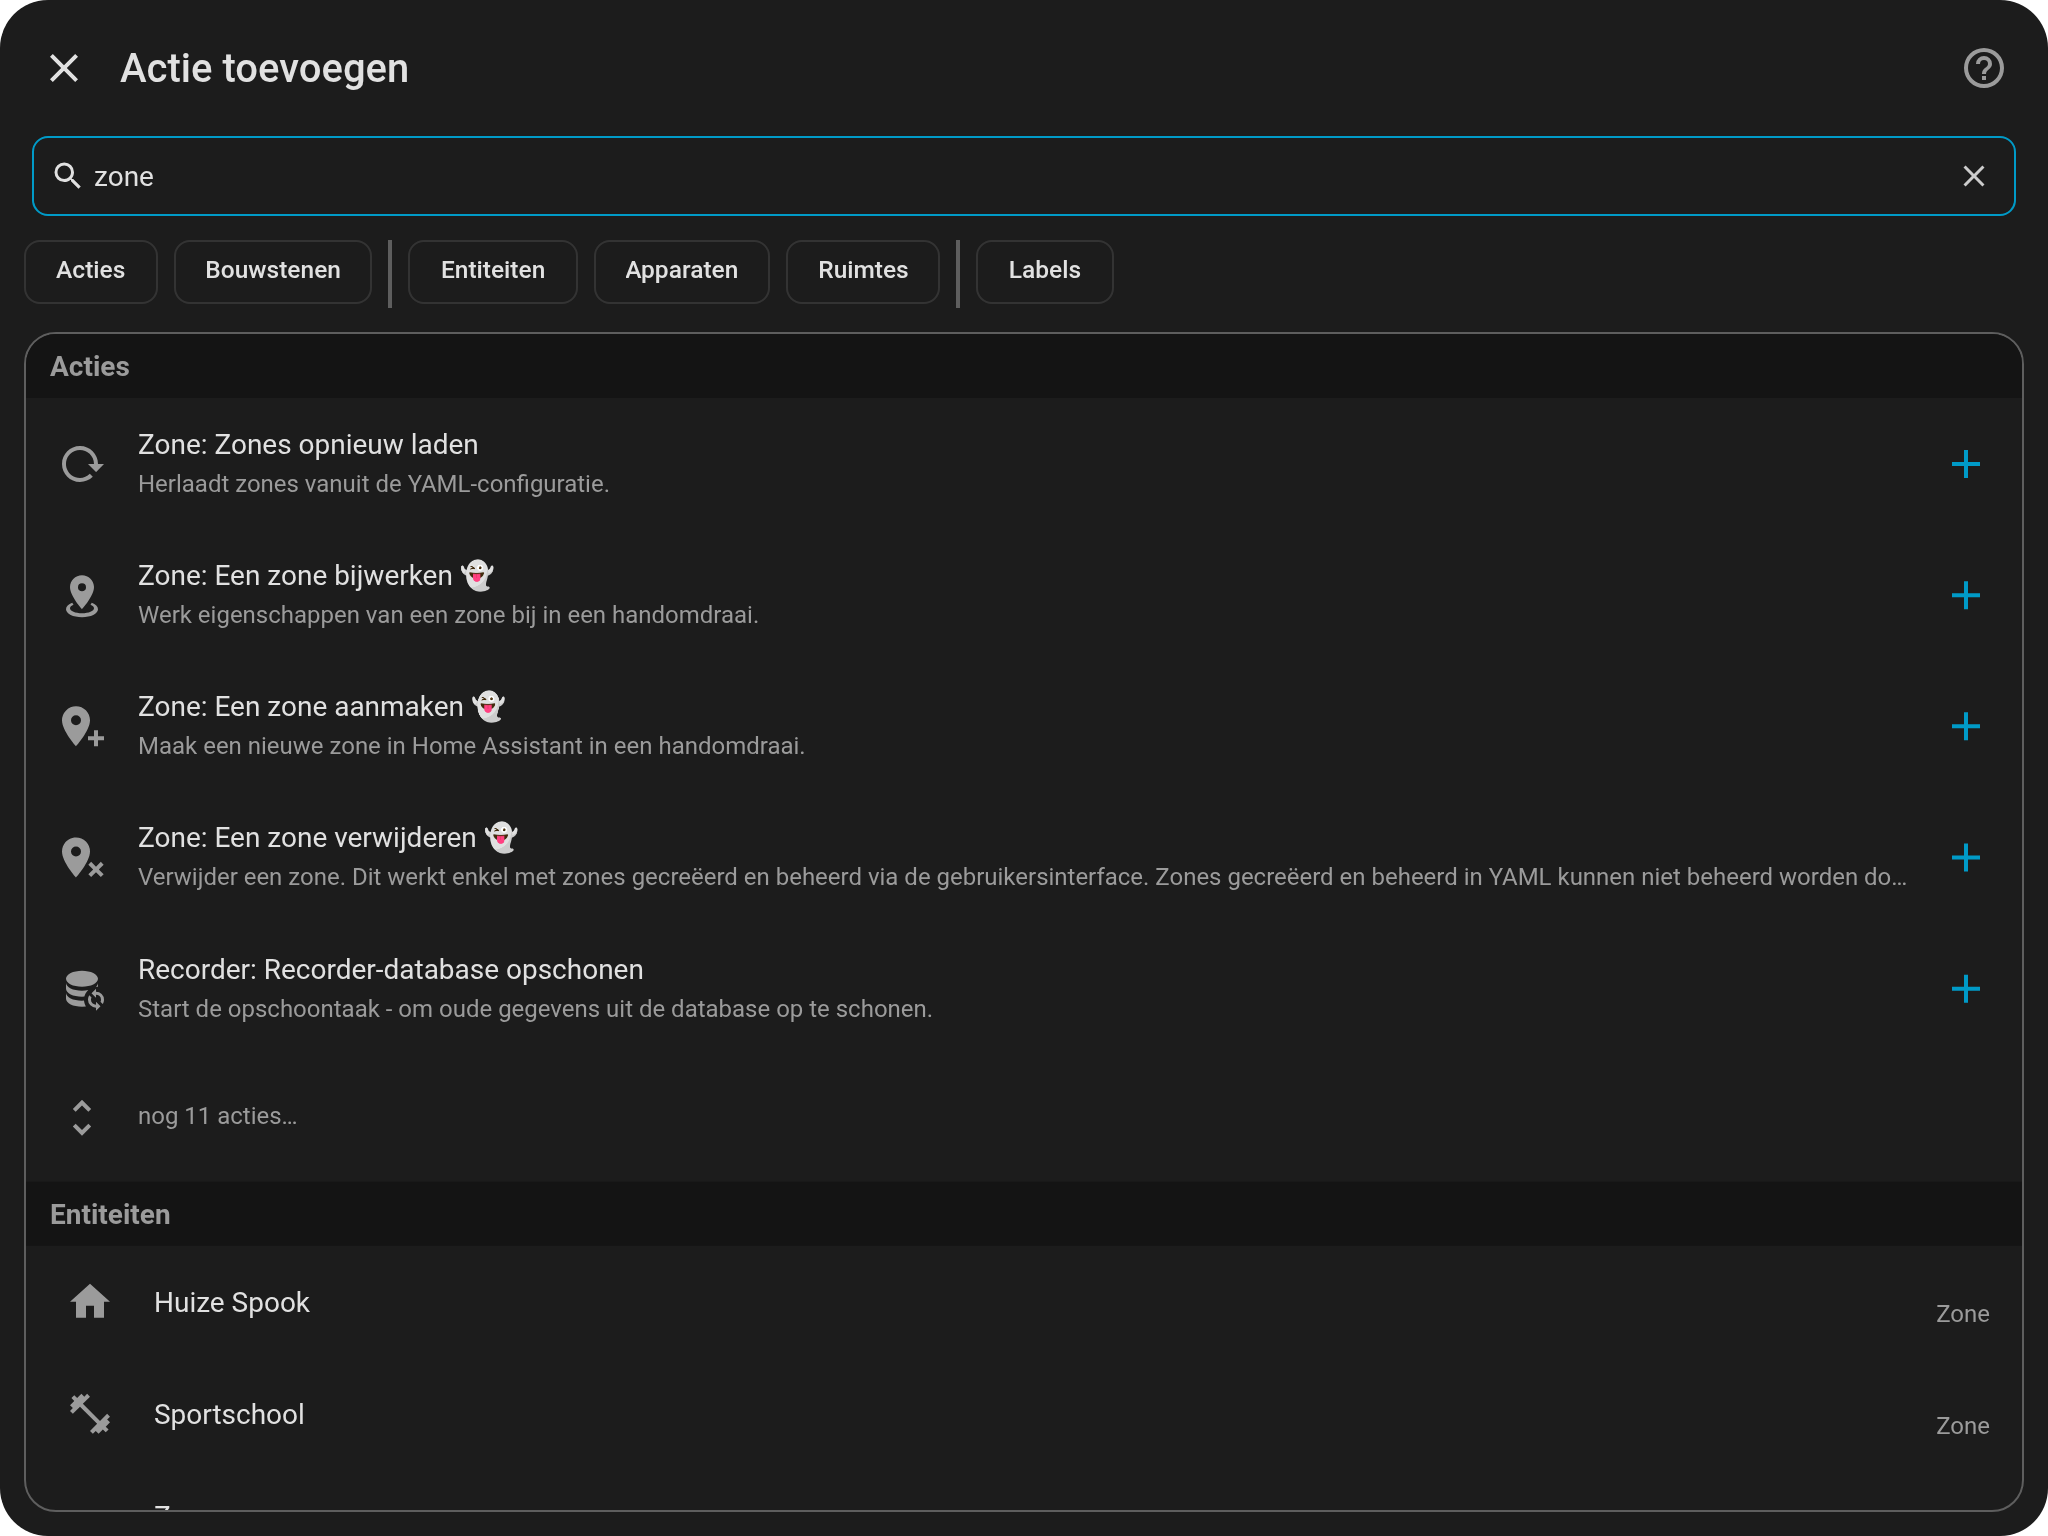 Actie toevoegen
zone
Acties
Bouwstenen
Entiteiten
Apparaten
Ruimtes
Labels
Acties
Zone: Zones opnieuw laden
Herlaadt zones vanuit de YAML-configuratie.
Zone: Een zone bijwerken 👻
Werk eigenschappen van een zone bij in een handomdraai.
Zone: Een zone aanmaken 👻
Maak een nieuwe zone in Home Assistant in een handomdraai.
Zone: Een zone verwijderen 👻
Verwijder een zone. Dit werkt enkel met zones gecreëerd en beheerd via de gebruikersinterface. Zones gecreëerd en beheerd in YAML kunnen niet beheerd worden do...
Recorder: Recorder-database opschonen
Start de opschoontaak - om oude gegevens uit de database op te schonen.
nog 11 acties...
Entiteiten
Huize Spook
Zone
Sportschool
Zone